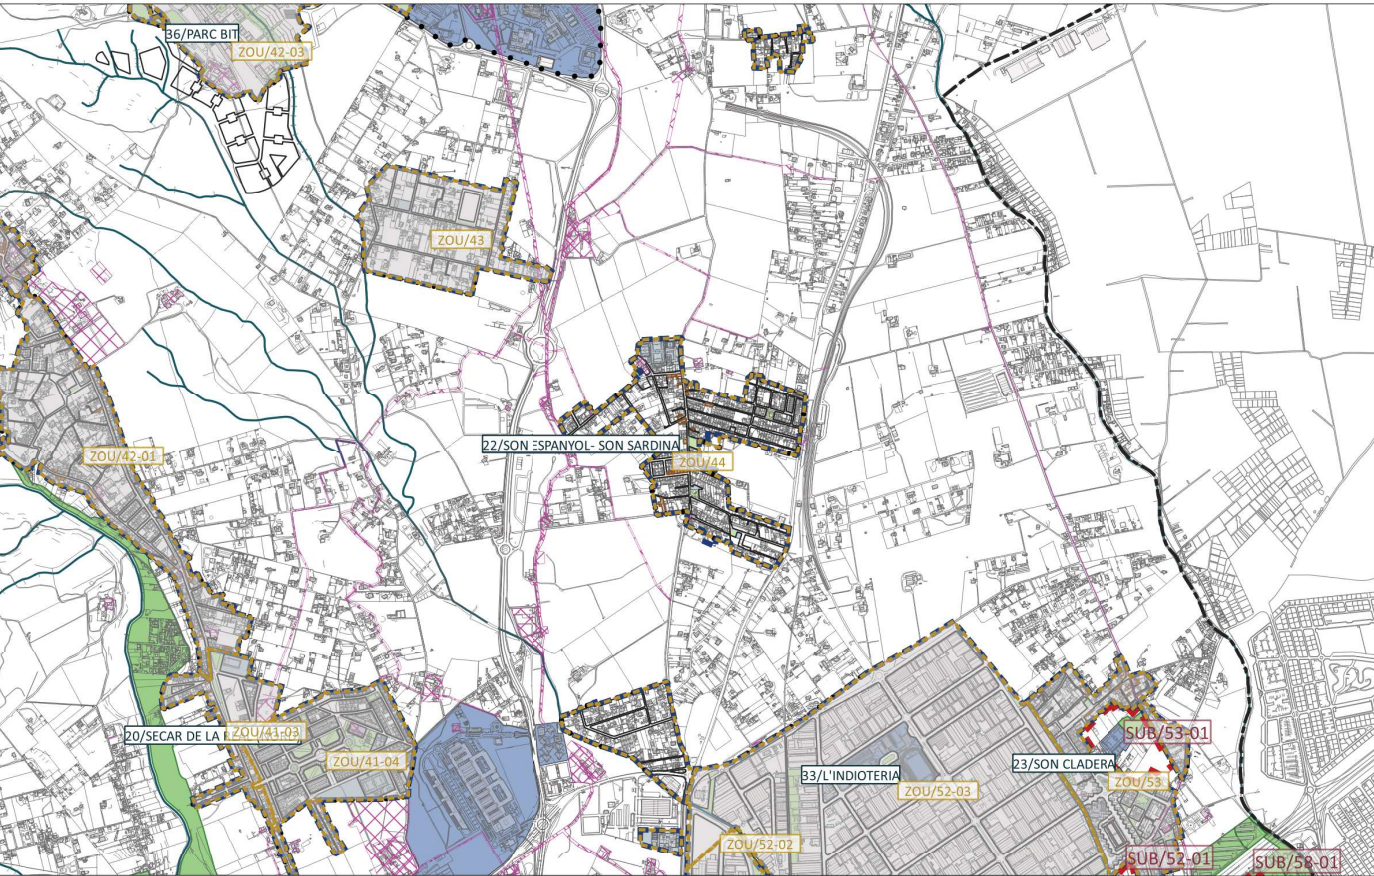 36/PARC BIT
ZOU/42-03
ZOU/43
22/SON ESPANYOL- SON SARDINA
ZOU/44
ZOU/42-01
20/SECAR DE LA
ZOU/41-03
ZOU/41-04
33/L'INDIOTERIA
ZOU/52-03
23/SON CLADERA
SUB/53-01
ZOU/53
ZOU/52-02
SUB/52-01
SUB/58-01